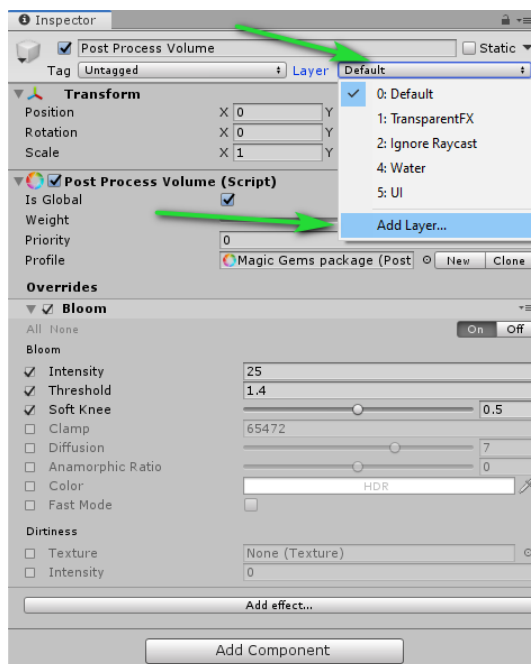 Inspector
Post Process Volume Static
Tag Untagged Layer Default
0: Default
Transform
1: TransparentFX
Position X 0 Y
2: Ignore Raycast
Rotation X 0 Y
4: Water
Scale X 1 Y
5: UI
Post Process Volume (Script)
Is Global
Add Layer...
Weight
Priority 0
Profile Magic Gems package (Post New Clone
Overrides
Bloom
All None On Off
Bloom
Intensity 25
Threshold 1.4
Soft Knee 0.5
Clamp 65472
Diffusion 7
Anamorphic Ratio 0
Color HDR
Fast Mode
Dirtiness
Texture None (Texture)
Intensity 0
Add effect...
Add Component